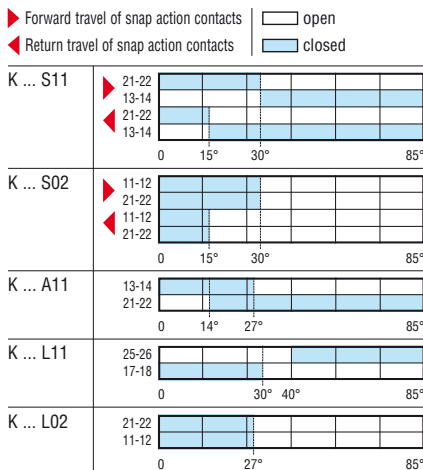 Forward travel of snap action contacts open
Return travel of snap action contacts closed
K ... S11
21-22
13-14
21-22
13-14
0 15° 30° 85°
K ... S02
11-12
21-22
11-12
21-22
0 15° 30° 85°
K ... A11
13-14
21-22
0 14° 27° 85°
K ... L11
25-26
17-18
0 30° 40° 85°
K ... L02
21-22
11-12
0 27° 85°